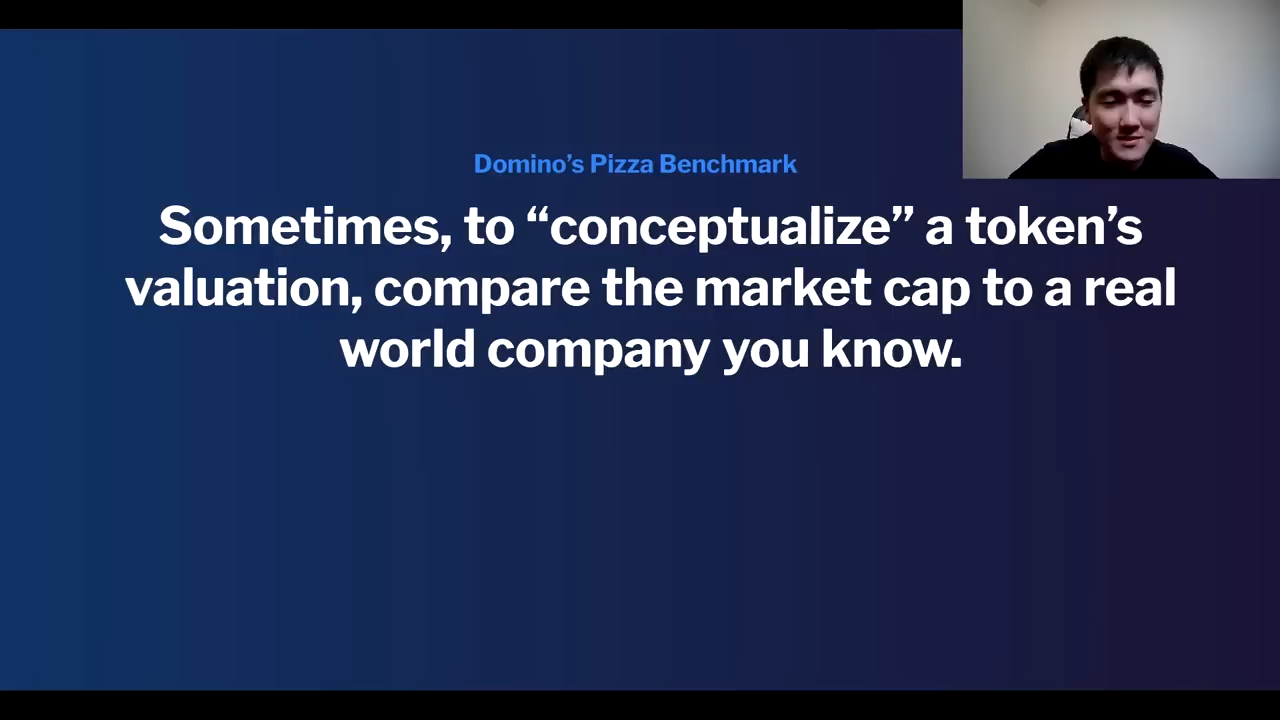 Domino’s Pizza Benchmark
Sometimes, to “conceptualize” a token’s
valuation, compare the market cap to a real
world company you know.